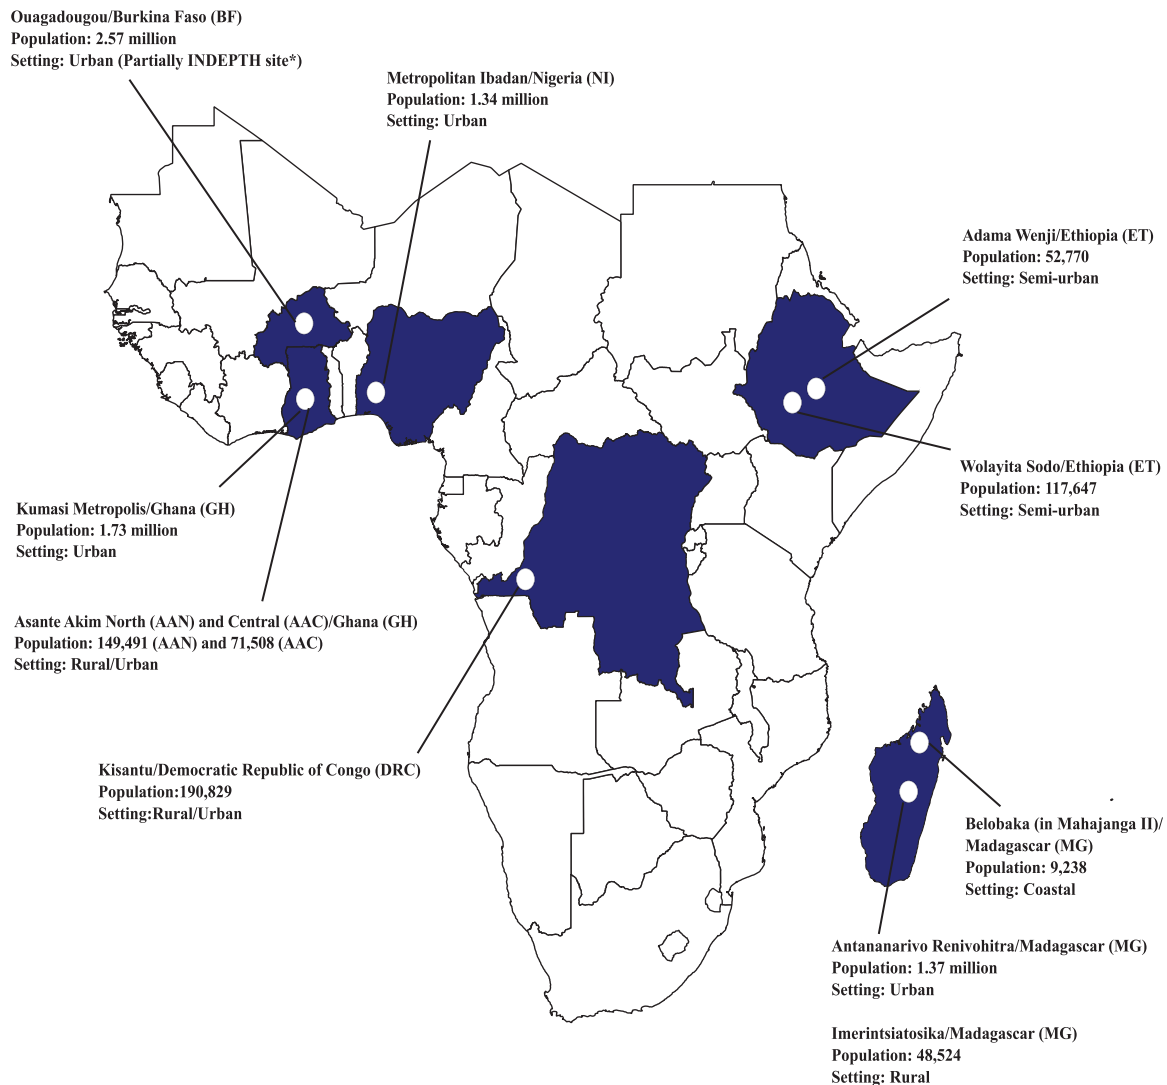 Ouagadougou/Burkina Faso (BF)
Population: 2.57 million
Setting: Urban (Partially INDEPTH site*)
Metropolitan Ibadan/Nigeria (NI)
Population: 1.34 million
Setting: Urban
Adama Wenji/Ethiopia (ET)
Population: 52,770
Setting: Semi-urban
Wolayita Sodo/Ethiopia (ET)
Population: 117,647
Setting: Semi-urban
Kumasi Metropolis/Ghana (GH)
Population: 1.73 million
Setting: Urban
Asante Akim North (AAN) and Central (AAC)/Ghana (GH)
Population: 149,491 (AAN) and 71,508 (AAC)
Setting: Rural/Urban
Kisantu/Democratic Republic of Congo (DRC)
Population:190,829
Setting:Rural/Urban
Belobaka (in Mahajanga II)/
Madagascar (MG)
Population: 9,238
Setting: Coastal
Antananarivo Renivohitra/Madagascar (MG)
Population: 1.37 million
Setting: Urban
Imerintsiatosika/Madagascar (MG)
Population: 48,524
Setting: Rural